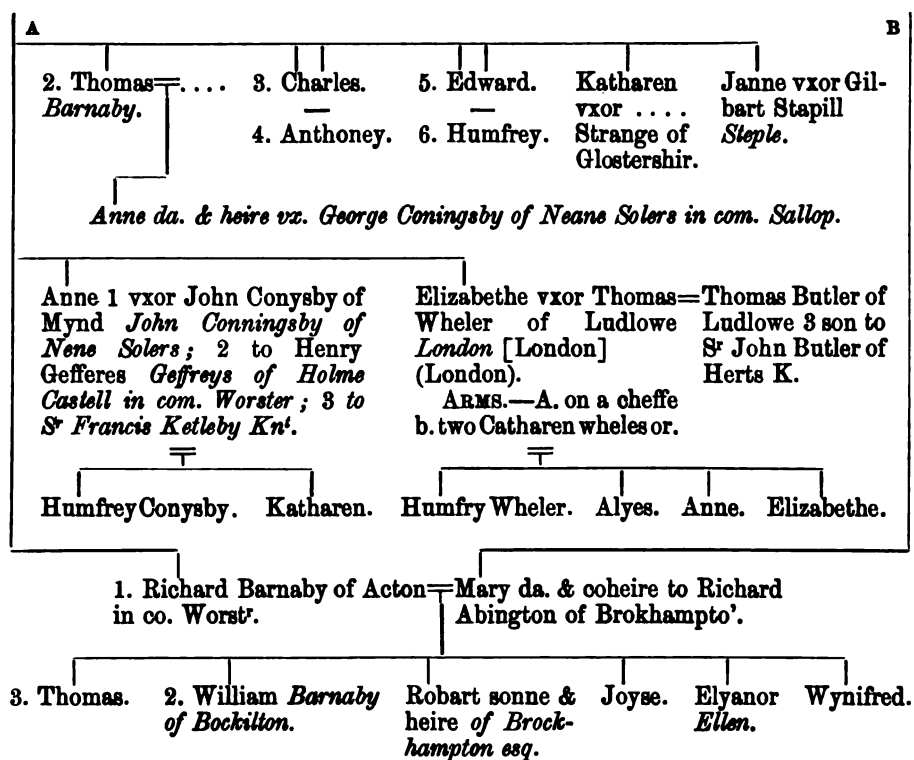 A B
2. Thomas . . . .
Barnaby.
3. Charles.
4. Anthoney.
5. Edward.
6. Humfrey.
Katharen
vxor . . . .
Strange of
Glostershir.
Janne vxor Gil-
bart Stapill
Steple.
Anne da. & heire vx. George Coningsby of Neane Solers in com. Sallop.
Anne 1 vxor John Conysby of
Mynd John Conningsby of
Nene Solers; 2 to Henry
Gefferes Geffreys of Holme
Castell in com. Worster; 3 to
Sʳ Francis Ketleby Knᵗ.
Elizabethe vxor Thomas=
Wheler of Ludlowe
London [London]
(London).
ARMS.—A. on a cheffe
b. two Catharen wheles or.
Thomas Butler of
Ludlowe 3 son to
Sʳ John Butler of
Herts K.
Humfrey Conysby. Katharen.
Humfry Wheler. Alyes. Anne. Elizabethe.
1. Richard Barnaby of Acton
in co. Worstʳ.
Mary da. & coheire to Richard
Abington of Brokhampto'.
3. Thomas.
2. William Barnaby
of Bockilton.
Robart sonne &
heire of Brock-
hampton esq.
Joyse.
Elyanor
Ellen.
Wynifred.